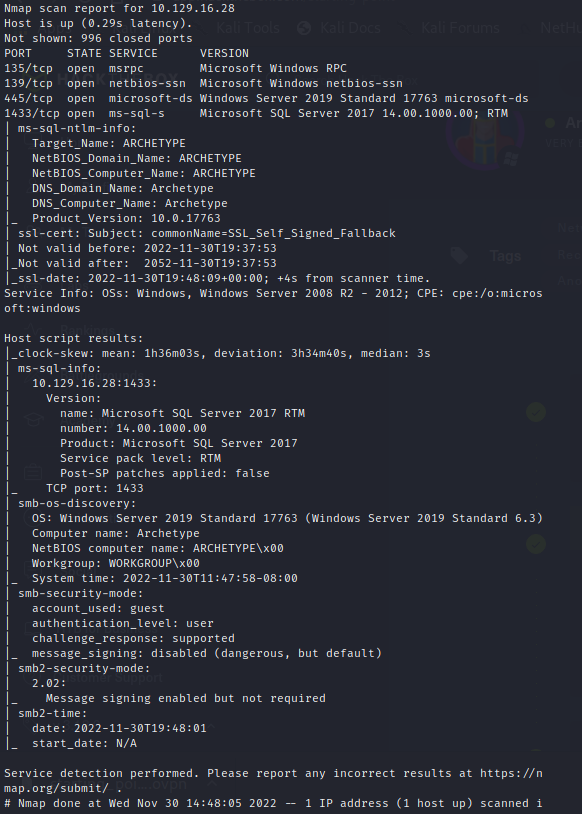 Kali Tools Kali Docs Kali Forums NetHu
Nmap scan report for 10.129.16.28
Host is up (0.29s latency).
Not shown: 996 closed ports
PORT     STATE SERVICE      VERSION
135/tcp  open  msrpc        Microsoft Windows RPC
139/tcp  open  netbios-ssn  Microsoft Windows netbios-ssn
445/tcp  open  microsoft-ds Windows Server 2019 Standard 17763 microsoft-ds
1433/tcp open  ms-sql-s     Microsoft SQL Server 2017 14.00.1000.00; RTM
| ms-sql-ntlm-info:
|   Target_Name: ARCHETYPE
|   NetBIOS_Domain_Name: ARCHETYPE
|   NetBIOS_Computer_Name: ARCHETYPE
|   DNS_Domain_Name: Archetype
|   DNS_Computer_Name: Archetype
|_  Product_Version: 10.0.17763
| ssl-cert: Subject: commonName=SSL_Self_Signed_Fallback
| Not valid before: 2022-11-30T19:37:53
|_Not valid after:  2052-11-30T19:37:53
|_ssl-date: 2022-11-30T19:48:09+00:00; +4s from scanner time.
Tags
Service Info: OSs: Windows, Windows Server 2008 R2 - 2012; CPE: cpe:/o:micros
oft:windows
Host script results:
|_clock-skew: mean: 1h36m03s, deviation: 3h34m40s, median: 3s
| ms-sql-info:
|   10.129.16.28:1433:
|     Version:
|       name: Microsoft SQL Server 2017 RTM
|       number: 14.00.1000.00
|       Product: Microsoft SQL Server 2017
|       Service pack level: RTM
|       Post-SP patches applied: false
|_    TCP port: 1433
| smb-os-discovery:
|   OS: Windows Server 2019 Standard 17763 (Windows Server 2019 Standard 6.3)
|   Computer name: Archetype
|   NetBIOS computer name: ARCHETYPE\x00
|   Workgroup: WORKGROUP\x00
|_  System time: 2022-11-30T11:47:58-08:00
| smb-security-mode:
|   account_used: guest
|   authentication_level: user
|   challenge_response: supported
|_  message_signing: disabled (dangerous, but default)
| smb2-security-mode:
|   2.02:
|_    Message signing enabled but not required
| smb2-time:
|   date: 2022-11-30T19:48:01
|_  start_date: N/A
Service detection performed. Please report any incorrect results at https://n
map.org/submit/ .
# Nmap done at Wed Nov 30 14:48:05 2022 -- 1 IP address (1 host up) scanned i